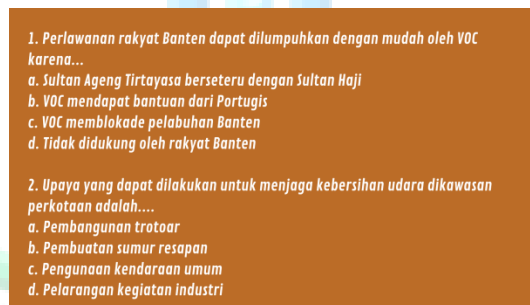 1. Perlawanan rakyat Banten dapat dilumpuhkan dengan mudah oleh VOC
karena...
a. Sultan Ageng Tirtayasa berseteru dengan Sultan Haji
b. VOC mendapat bantuan dari Portugis
c. VOC memblokade pelabuhan Banten
d. Tidak didukung oleh rakyat Banten
2. Upaya yang dapat dilakukan untuk menjaga kebersihan udara dikawasan
perkotaan adalah....
a. Pembangunan trotoar
b. Pembuatan sumur resapan
c. Pengunaan kendaraan umum
d. Pelarangan kegiatan industri